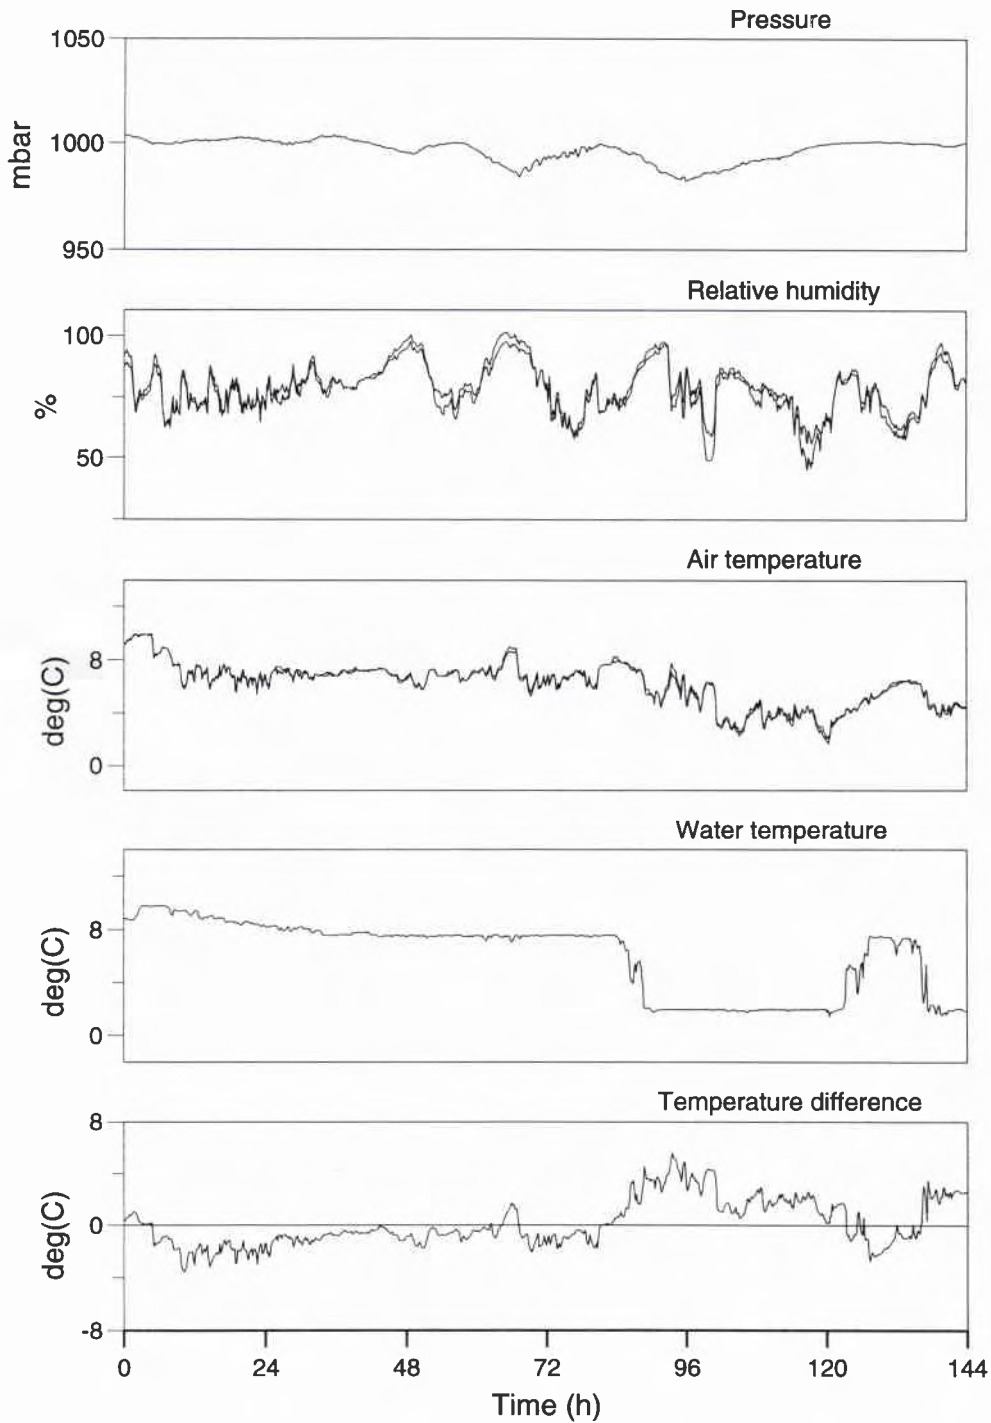 Pressure
1050
1000
950
mbar
Relative humidity
100
50
%
Air temperature
8
0
deg(C)
Water temperature
8
0
deg(C)
Temperature difference
8
0
-8
deg(C)
0 24 48 72 96 120 144
Time (h)